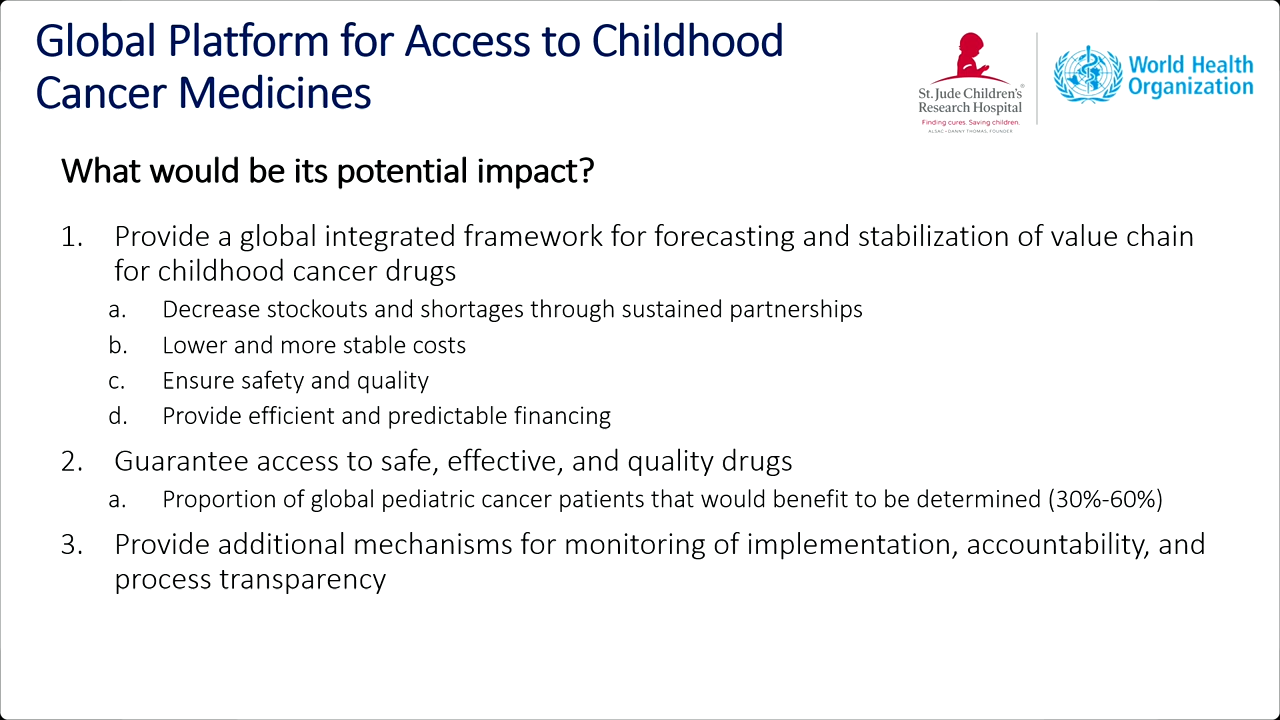 Global Platform for Access to Childhood
Cancer Medicines
St. Jude Children's
Research Hospital
Finding cures. Saving children.
ALSAC • DANNY THOMAS, FOUNDER
World Health
Organization
What would be its potential impact?
1. Provide a global integrated framework for forecasting and stabilization of value chain
for childhood cancer drugs
a. Decrease stockouts and shortages through sustained partnerships
b. Lower and more stable costs
c. Ensure safety and quality
d. Provide efficient and predictable financing
2. Guarantee access to safe, effective, and quality drugs
a. Proportion of global pediatric cancer patients that would benefit to be determined (30%-60%)
3. Provide additional mechanisms for monitoring of implementation, accountability, and
process transparency